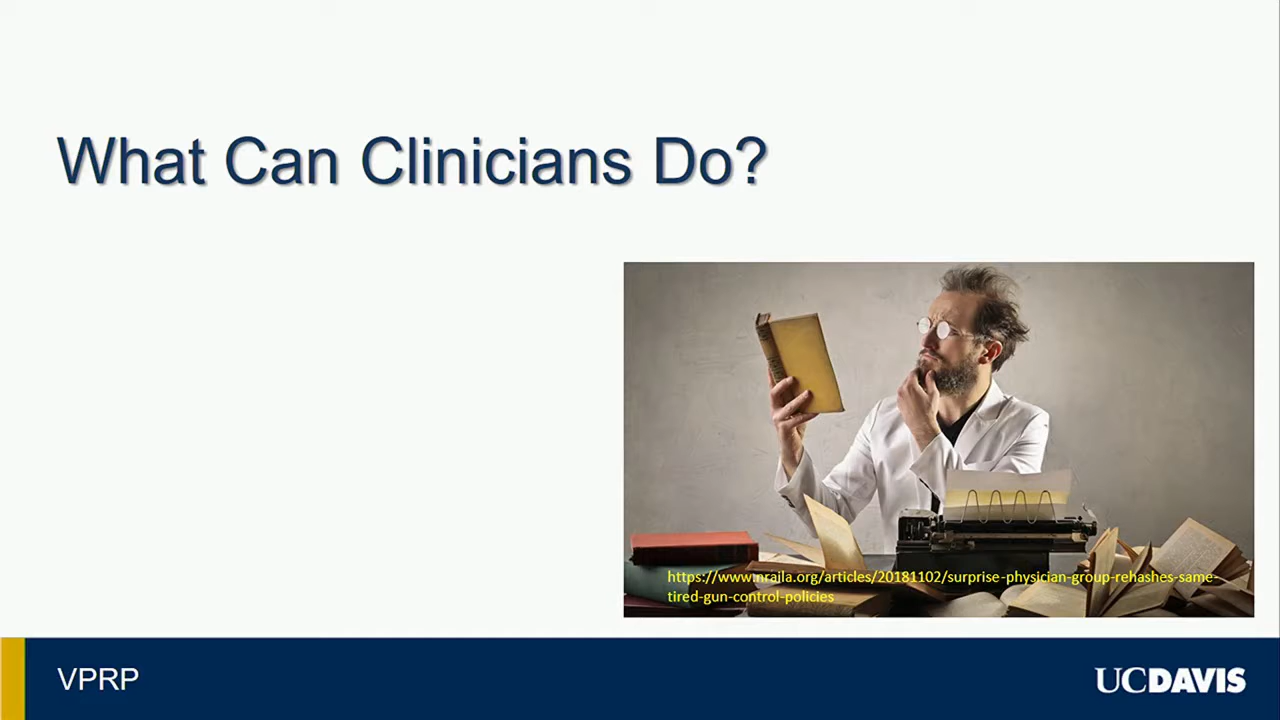 What Can Clinicians Do?
https://www.nraila.org/articles/20181102/surprise-physician-group-rehashes-same-
tired-gun-control-policies
VPRP
UCDAVIS